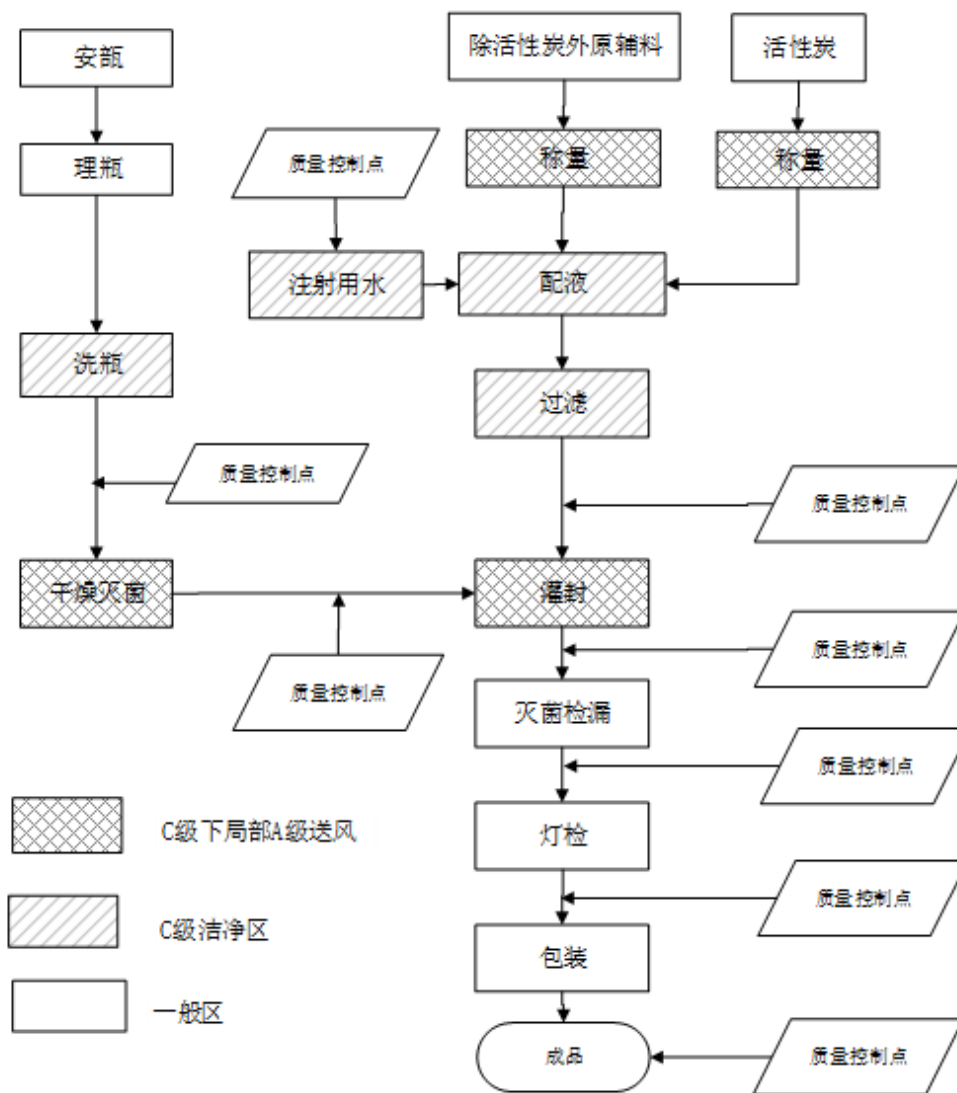 安瓿
除活性炭外原辅料
活性炭
理瓶
质量控制点
称量
称量
注射用水
配液
洗瓶
过滤
质量控制点
质量控制点
干燥灭菌
灌封
质量控制点
质量控制点
灭菌检漏
质量控制点
C级下局部A级送风
灯检
质量控制点
C级洁净区
包装
一般区
成品
质量控制点